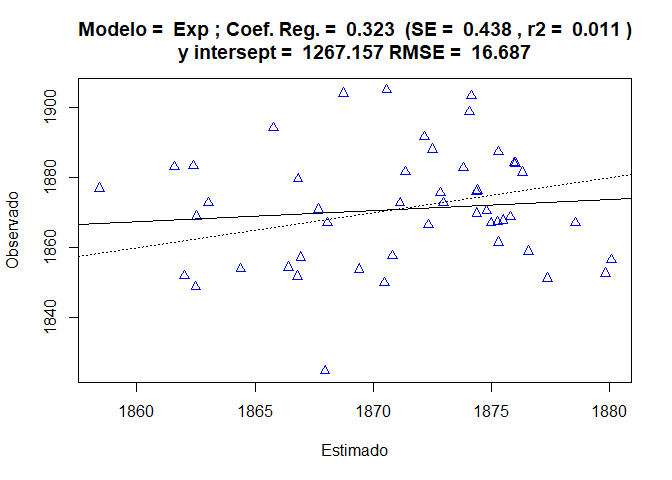 Modelo = Exp ; Coef. Reg. = 0.323 (SE = 0.438 , r2 = 0.011 )
y intersept = 1267.157 RMSE = 16.687
1900
1880
1860
1840
Observado
1860 1865 1870 1875 1880
Estimado